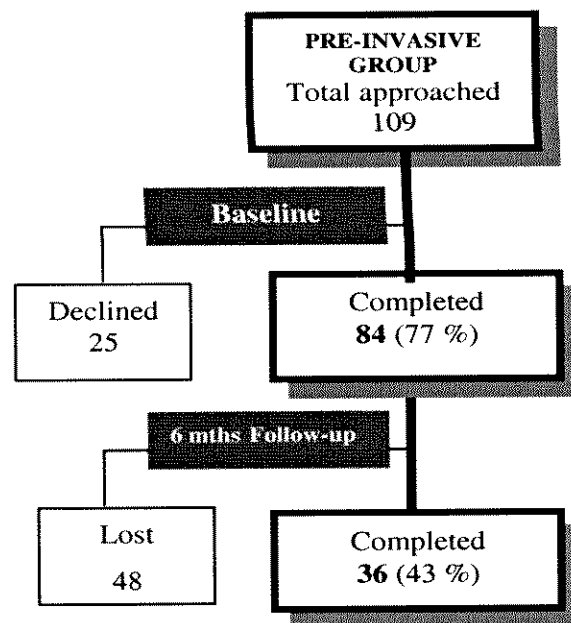 PRE-INVASIVE
GROUP
Total approached
109
Baseline
Declined
25
Completed
84 (77 %)
6 mths Follow-up
Lost
48
Completed
36 (43 %)